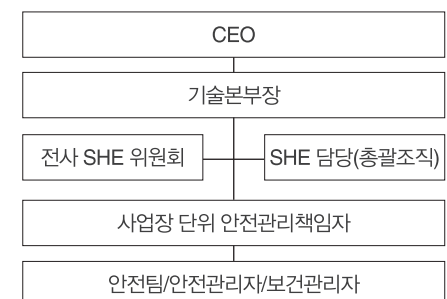 CEO
기술본부장
전사 SHE 위원회
SHE 담당(총괄조직)
사업장 단위 안전관리책임자
안전팀/안전관리자/보건관리자